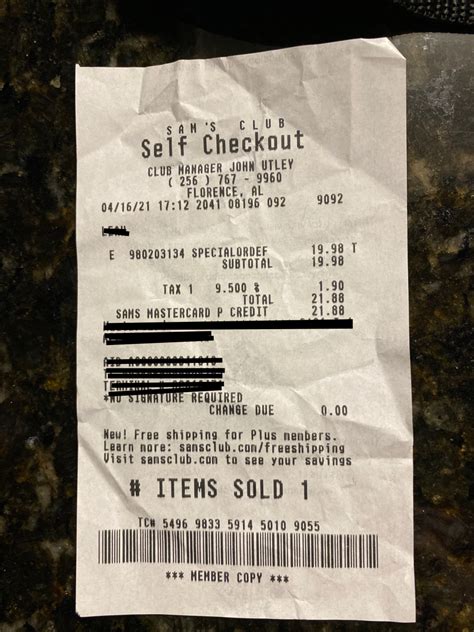 SAM'S CLUB
Self Checkout
CLUB MANAGER JOHN UTLEY
( 256 ) 767 - 9960
FLORENCE, AL
04/16/21 17:12 2041 08196 092 9092
E 980203134 SPECIALORDEF 19.98 T
SUBTOTAL 19.98
TAX 1 9.500 % 1.90
TOTAL 21.88
SAMS MASTERCARD P CREDIT 21.88
*NO SIGNATURE REQUIRED
CHANGE DUE 0.00
New! Free shipping for Plus members.
Learn more: samsclub.com/freeshipping
Visit samsclub.com to see your savings
# ITEMS SOLD 1
TC# 5496 9833 5914 5010 9055
*** MEMBER COPY ***